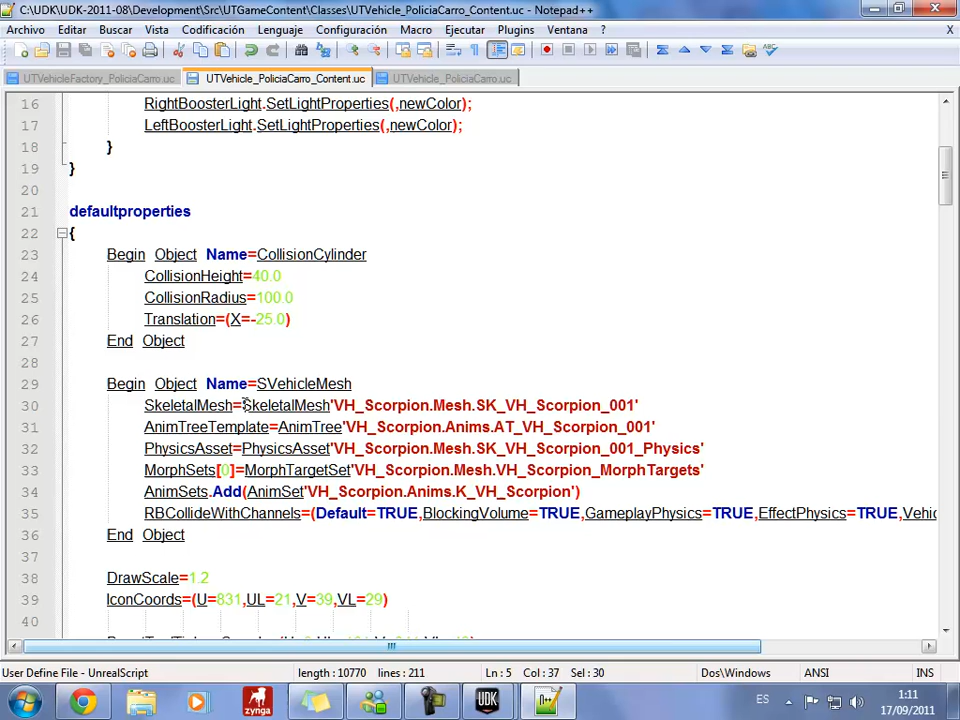 C:\UDK\UDK-2011-08\Development\Src\UTGameContent\Classes\UTVehicle_PoliciaCarro_Content.uc - Notepad++
Archivo Editar Buscar Vista Codificación Lenguaje Configuración Macro Ejecutar Plugins Ventana ? X
UTVehicleFactory_PoliciaCarro.uc UTVehicle_PoliciaCarro_Content.uc UTVehicle_PoliciaCarro.uc
16 RightBoosterLight.SetLightProperties(,newColor);
17 LeftBoosterLight.SetLightProperties(,newColor);
18 }
19 }
20
21 defaultproperties
22 {
23 Begin Object Name=CollisionCylinder
24 CollisionHeight=40.0
25 CollisionRadius=100.0
26 Translation=(X=-25.0)
27 End Object
28
29 Begin Object Name=SVehicleMesh
30 SkeletalMesh=SkeletalMesh'VH_Scorpion.Mesh.SK_VH_Scorpion_001'
31 AnimTreeTemplate=AnimTree'VH_Scorpion.Anims.AT_VH_Scorpion_001'
32 PhysicsAsset=PhysicsAsset'VH_Scorpion.Mesh.SK_VH_Scorpion_001_Physics'
33 MorphSets[0]=MorphTargetSet'VH_Scorpion.Mesh.VH_Scorpion_MorphTargets'
34 AnimSets.Add(AnimSet'VH_Scorpion.Anims.K_VH_Scorpion')
35 RBCollideWithChannels=(Default=TRUE,BlockingVolume=TRUE,GameplayPhysics=TRUE,EffectPhysics=TRUE,Vehic
36 End Object
37
38 DrawScale=1.2
39 IconCoords=(U=831,UL=21,V=39,VL=29)
40
User Define File - UnrealScript length : 10770 lines : 211 Ln : 5 Col : 37 Sel : 30 Dos\Windows ANSI INS
zynga UDK N++ ES 1:11
17/09/2011